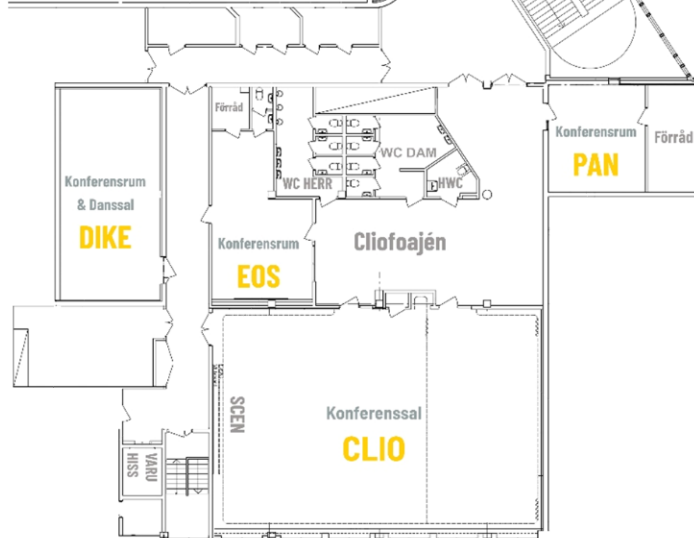 Förråd
Konferensrum
PAN
Förråd
WC DAM
WC HERR
HWC
Konferensrum
& Danssal
DIKE
Konferensrum
EOS
Cliofoajén
SCEN
Konferenssal
CLIO
VARU
HISS